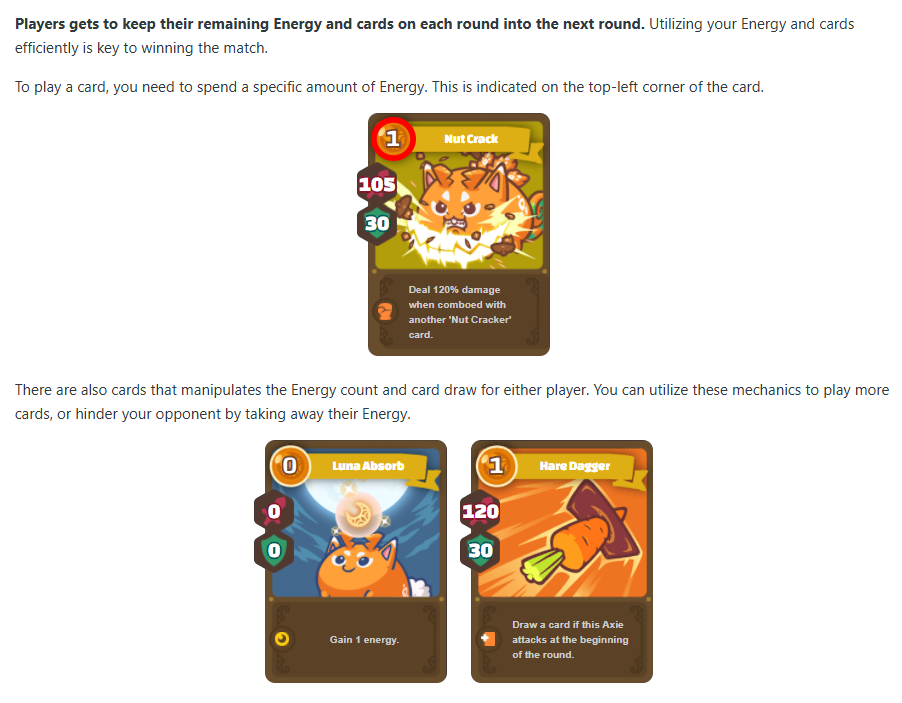 Players gets to keep their remaining Energy and cards on each round into the next round. Utilizing your Energy and cards
efficiently is key to winning the match.
To play a card, you need to spend a specific amount of Energy. This is indicated on the top-left corner of the card.
1
Nut Crack
105
30
Deal 120% damage
when comboed with
another 'Nut Cracker'
card.
There are also cards that manipulates the Energy count and card draw for either player. You can utilize these mechanics to play more
cards, or hinder your opponent by taking away their Energy.
0
Luna Absorb
0
0
Gain 1 energy.
1
Hare Dagger
120
30
Draw a card if this Axie
attacks at the beginning
of the round.